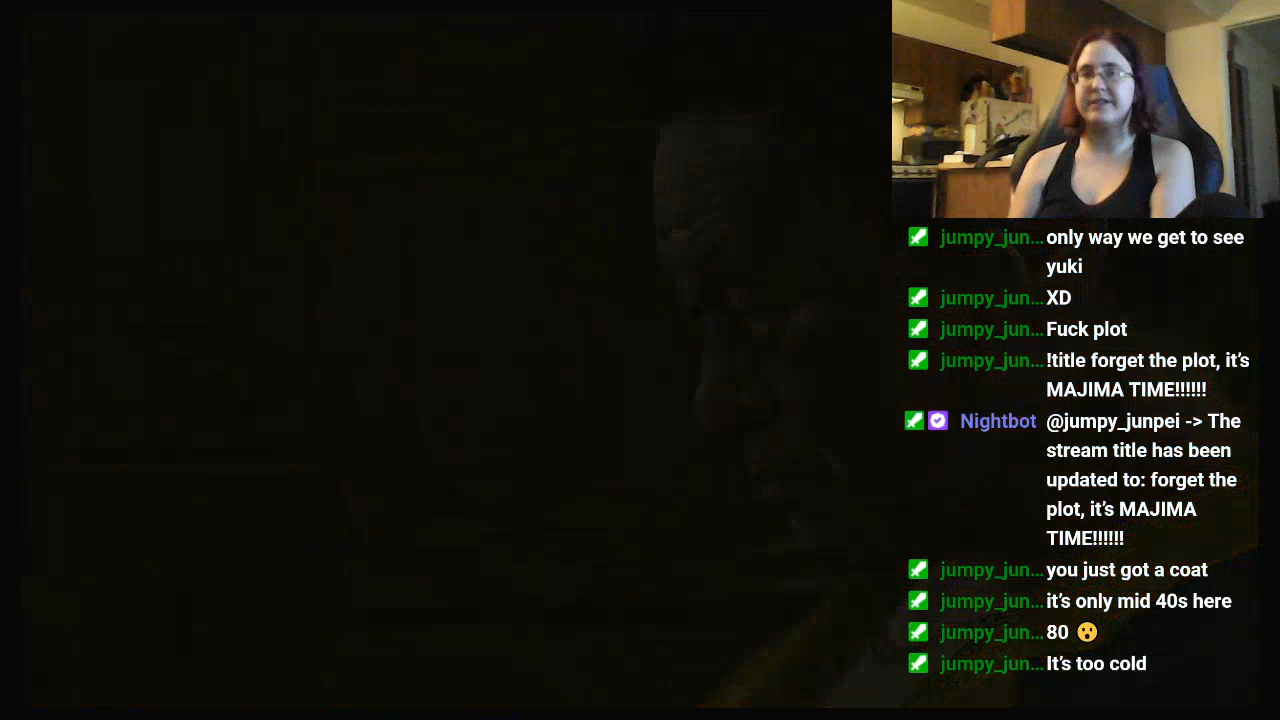 jumpy_jun... only way we get to see
yuki
jumpy_jun... XD
jumpy_jun... Fuck plot
jumpy_jun... !title forget the plot, it's
MAJIMA TIME!!!!!!
Nightbot @jumpy_junpei -> The
stream title has been
updated to: forget the
plot, it's MAJIMA
TIME!!!!!!
jumpy_jun... you just got a coat
jumpy_jun... it's only mid 40s here
jumpy_jun... 80 😮
jumpy_jun... It's too cold